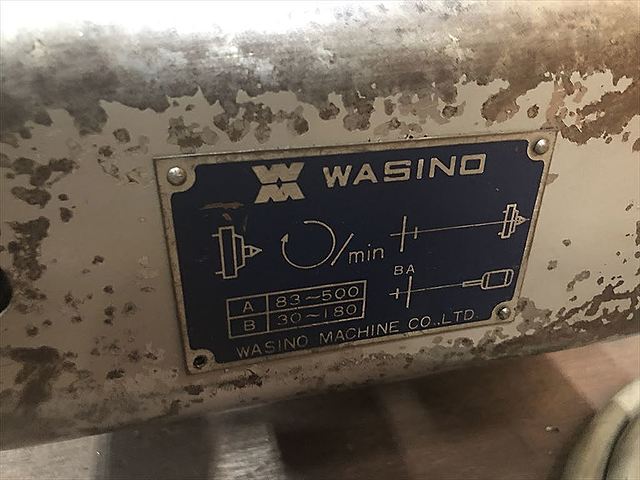 WASINO
/min
BA
A 83~500
B 30~180
WASINO MACHINE CO.,LTD.